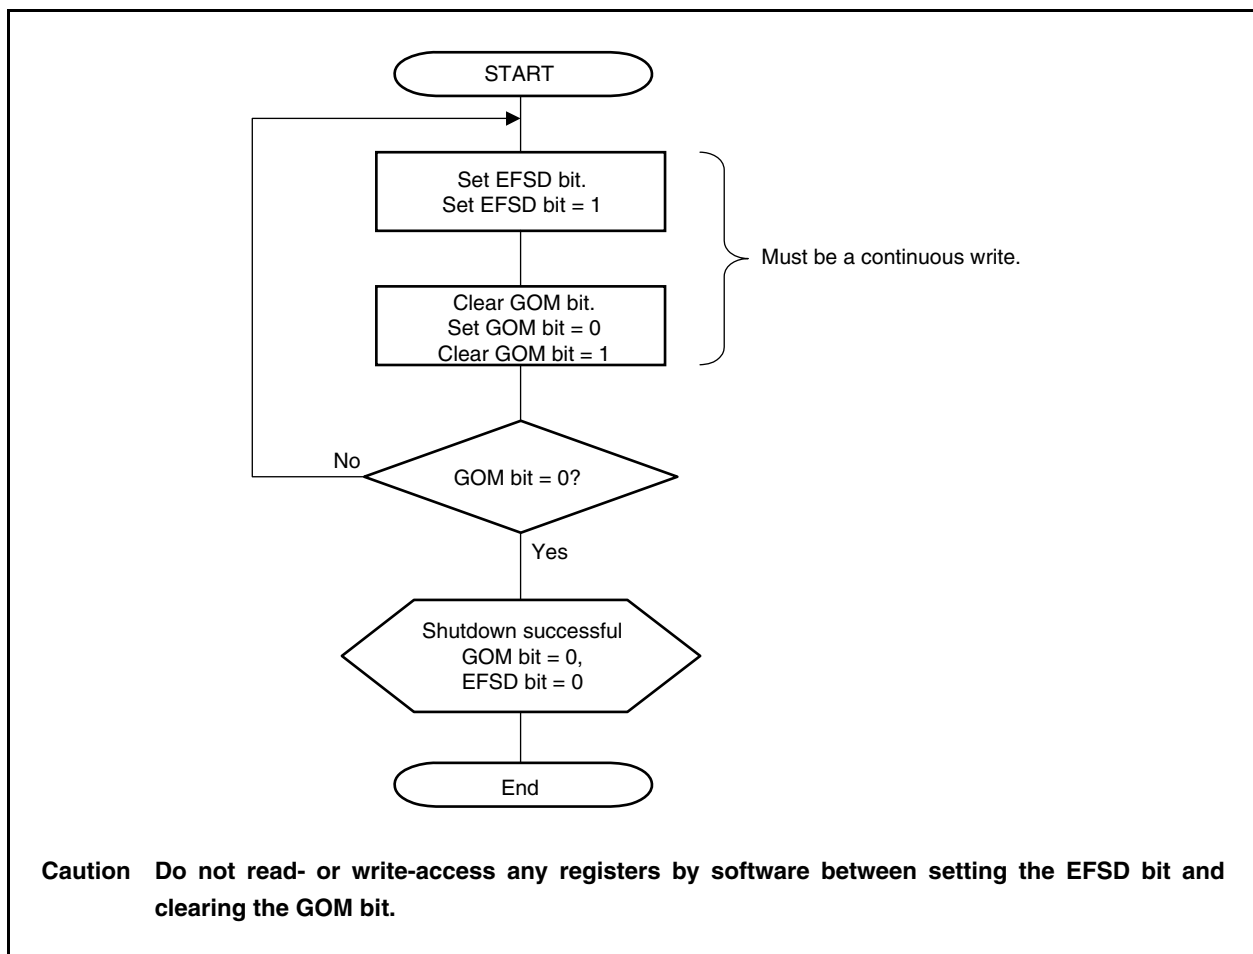 START
Set EFSD bit.
Set EFSD bit = 1
Must be a continuous write.
Clear GOM bit.
Set GOM bit = 0
Clear GOM bit = 1
No
GOM bit = 0?
Yes
Shutdown successful
GOM bit = 0,
EFSD bit = 0
End
Caution Do not read- or write-access any registers by software between setting the EFSD bit and
clearing the GOM bit.